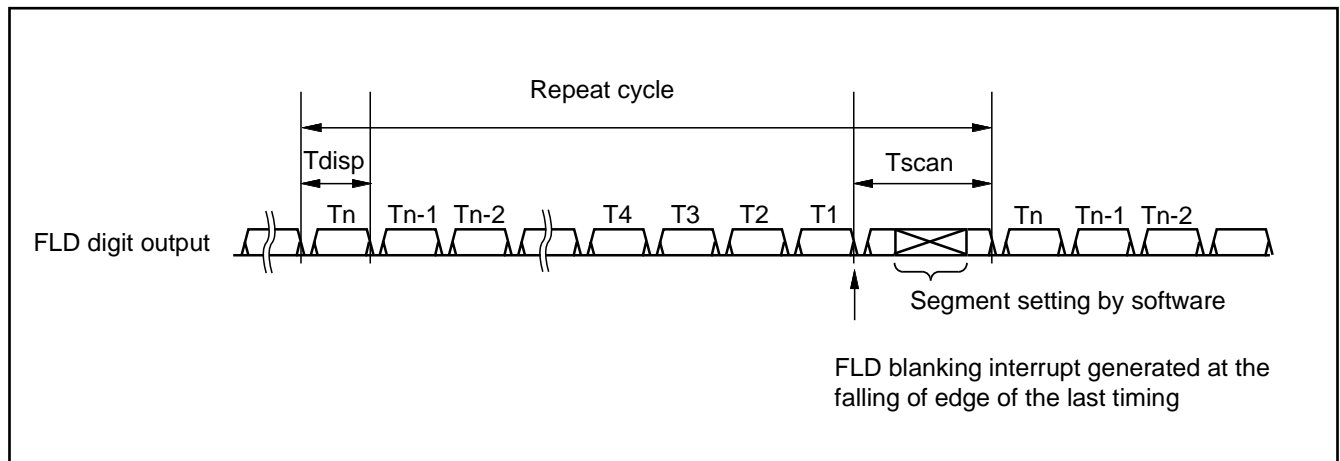 Repeat cycle
Tdisp
Tscan
Tn Tn-1 Tn-2 T4 T3 T2 T1 Tn Tn-1 Tn-2
FLD digit output
Segment setting by software
FLD blanking interrupt generated at the
falling of edge of the last timing